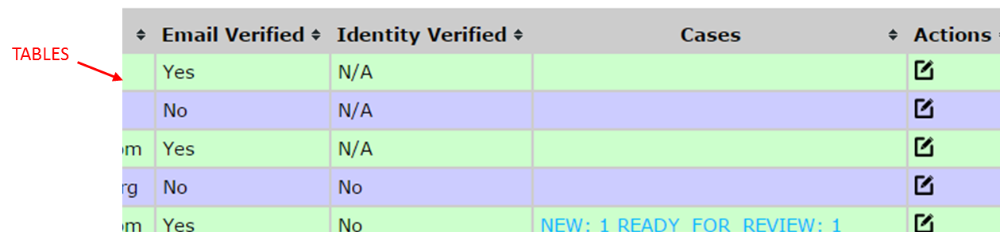 Email Verified Identity Verified Cases Actions
TABLES
Yes N/A
No N/A
om Yes N/A
rg No No
om Yes No NEW: 1 READY_FOR_REVIEW: 1